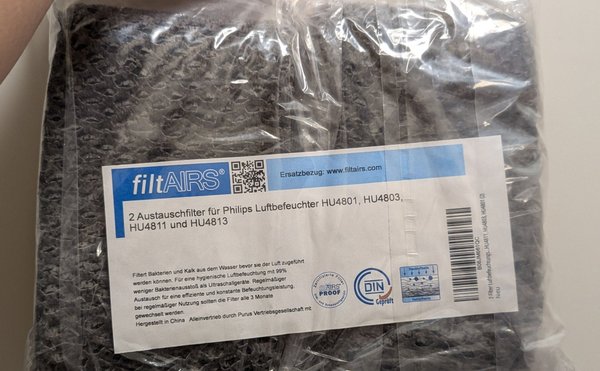 filtAIRS®
Ersatzbezug: www.filtairs.com
2 Austauschfilter für Philips Luftbefeuchter HU4801, HU4803,
HU4811 und HU4813
Filtert Bakterien und Kalk aus dem Wasser bevor sie der Luft zugeführt
werden können. Für eine hygienische Luftbefeuchtung mit 99%
weniger Bakterienausstoß als Ultraschallgeräte. Regelmäßiger
Austausch für eine effiziente und konstante Befeuchtungsleistung.
bei regelmäßiger Nutzung sollten die Filter alle 3 Monate
gewechselt werden.
Hergestellt in China Alleinvertrieb durch Purus Vertriebsgesellschaft mit
PROOF
DIN
Geprüft
Neu